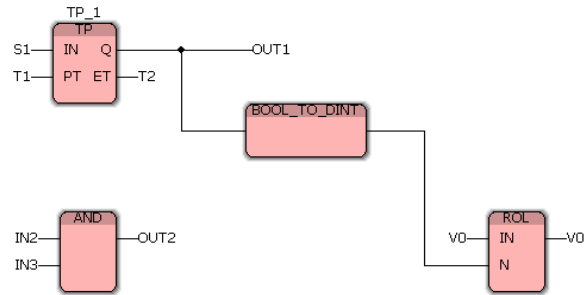 TP_1
TP
S1 IN Q OUT1
T1 PT ET T2
BOOL_TO_DINT
AND
IN2 OUT2
IN3
ROL
V0 IN V0
N